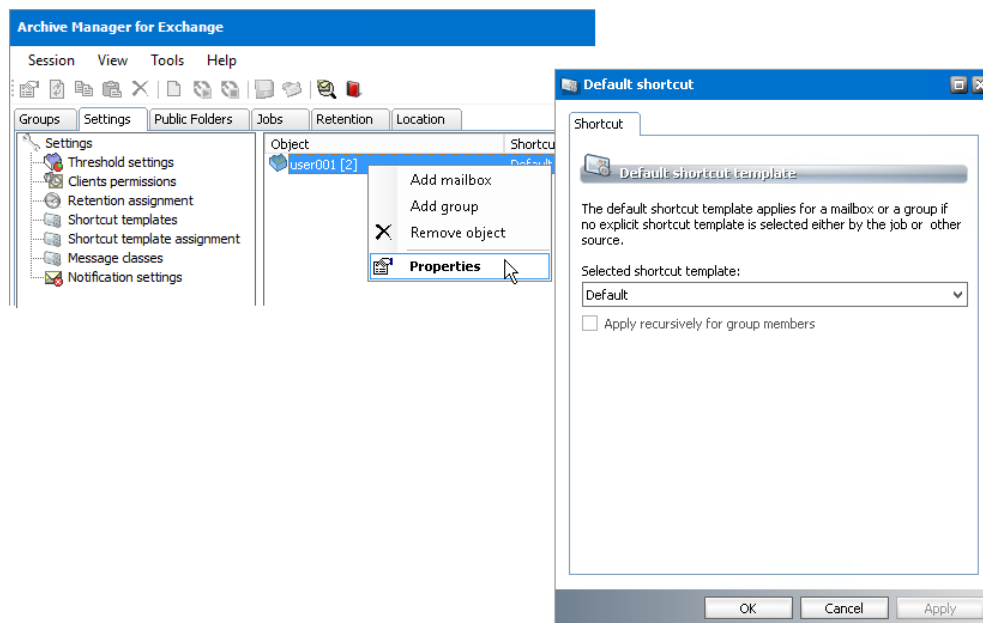 Archive Manager for Exchange
Session View Tools Help
Groups Settings Public Folders Jobs Retention Location
Settings
Threshold settings
Clients permissions
Retention assignment
Shortcut templates
Shortcut template assignment
Message classes
Notification settings
Object Shortcu
user001 [2] Default
Add mailbox
Add group
Remove object
Properties
Default shortcut
Shortcut
Default shortcut template
The default shortcut template applies for a mailbox or a group if
no explicit shortcut template is selected either by the job or other
source.
Selected shortcut template:
Default
Apply recursively for group members
OK Cancel Apply